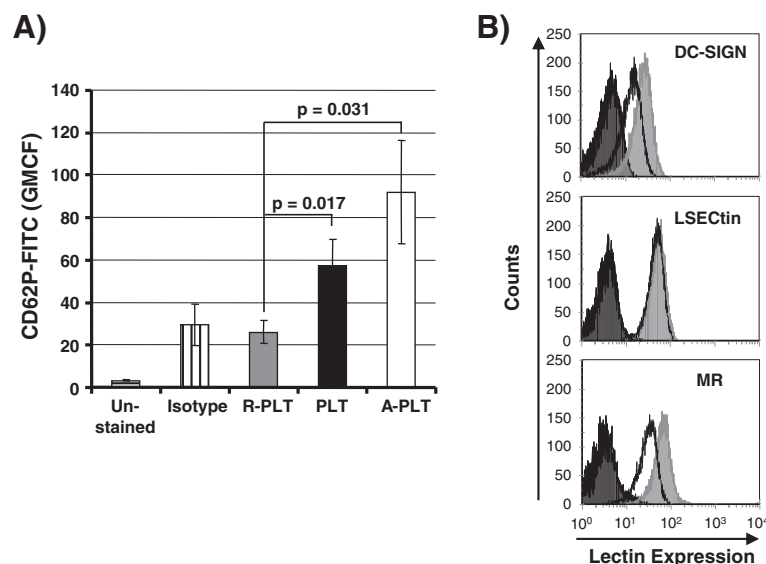 A)
CD62P-FITC (GMCF)
140
120
100
80
60
40
20
0
p = 0.031
p = 0.017
Un-
stained
Isotype
R-PLT
PLT
A-PLT
B)
Counts
250
200
150
100
50
0
DC-SIGN
250
200
150
100
50
0
LSECtin
250
200
150
100
50
0
MR
10⁰ 10¹ 10² 10³ 10⁴
Lectin Expression